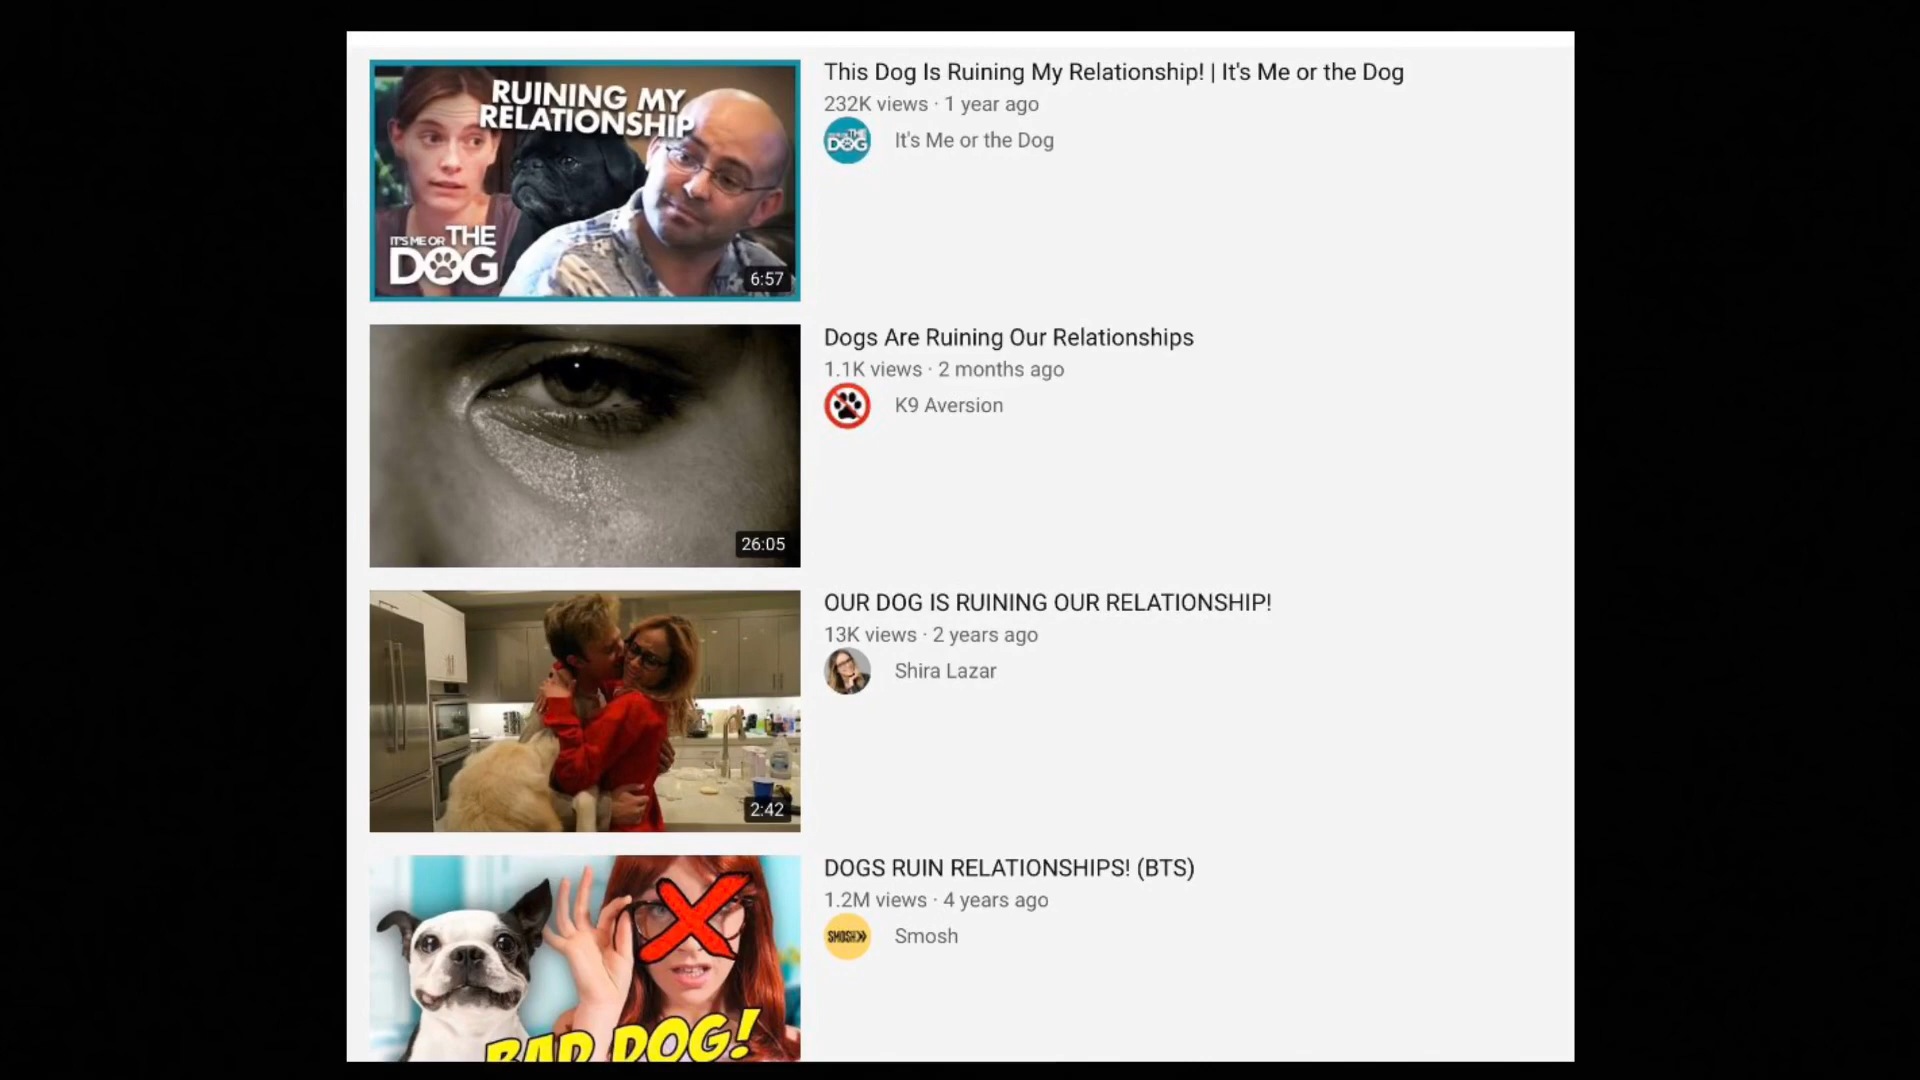 RUINING MY
RELATIONSHIP
IT'S ME OR THE
DOG
6:57
This Dog Is Ruining My Relationship! | It's Me or the Dog
232K views · 1 year ago
THE
DOG
It's Me or the Dog
26:05
Dogs Are Ruining Our Relationships
1.1K views · 2 months ago
K9 Aversion
2:42
OUR DOG IS RUINING OUR RELATIONSHIP!
13K views · 2 years ago
Shira Lazar
BAD DOG!
DOGS RUIN RELATIONSHIPS! (BTS)
1.2M views · 4 years ago
SMOSH
Smosh